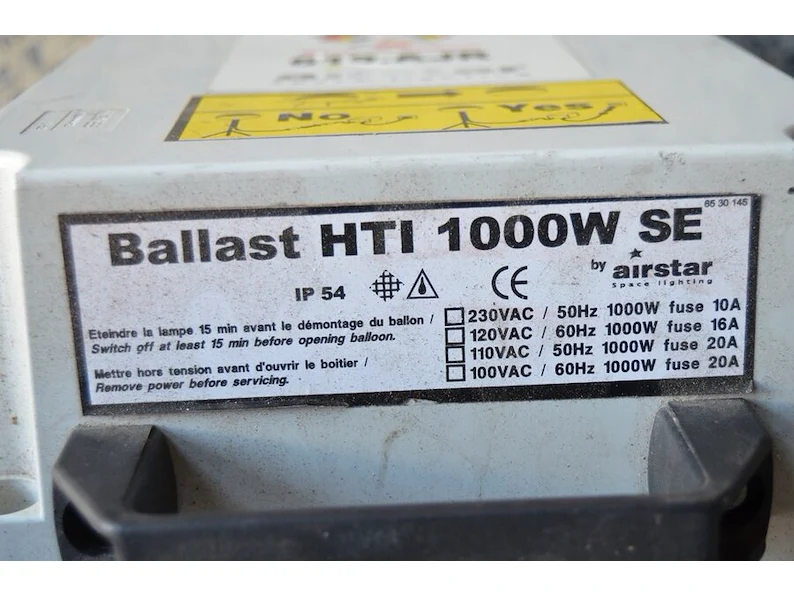 No Yes
85 30 145
Ballast HTI 1000W SE
by airstar
Space lighting
IP 54 CE
Eteindre la lampe 15 min avant le démontage du ballon /
Switch off at least 15 min before opening balloon.
Mettre hors tension avant d'ouvrir le boitier /
Remove power before servicing.
230VAC / 50Hz 1000W fuse 10A
120VAC / 60Hz 1000W fuse 16A
110VAC / 50Hz 1000W fuse 20A
100VAC / 60Hz 1000W fuse 20A